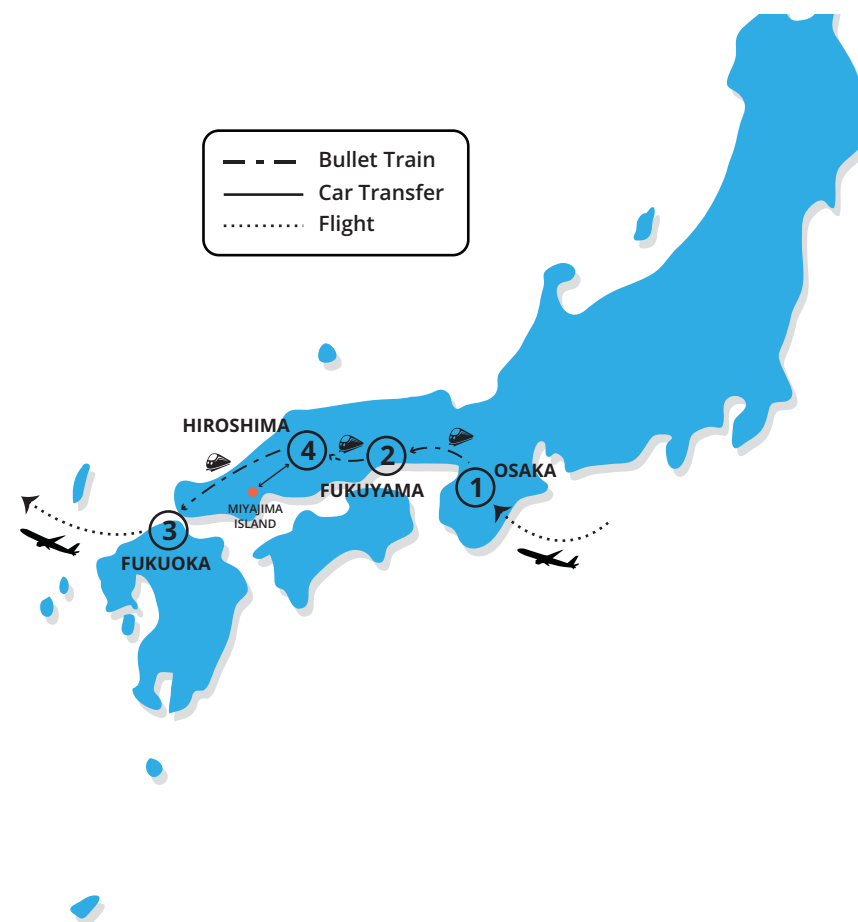 Bullet Train
Car Transfer
Flight
HIROSHIMA
4
2
OSAKA
1
FUKUYAMA
MIYAJIMA
ISLAND
3
FUKUOKA